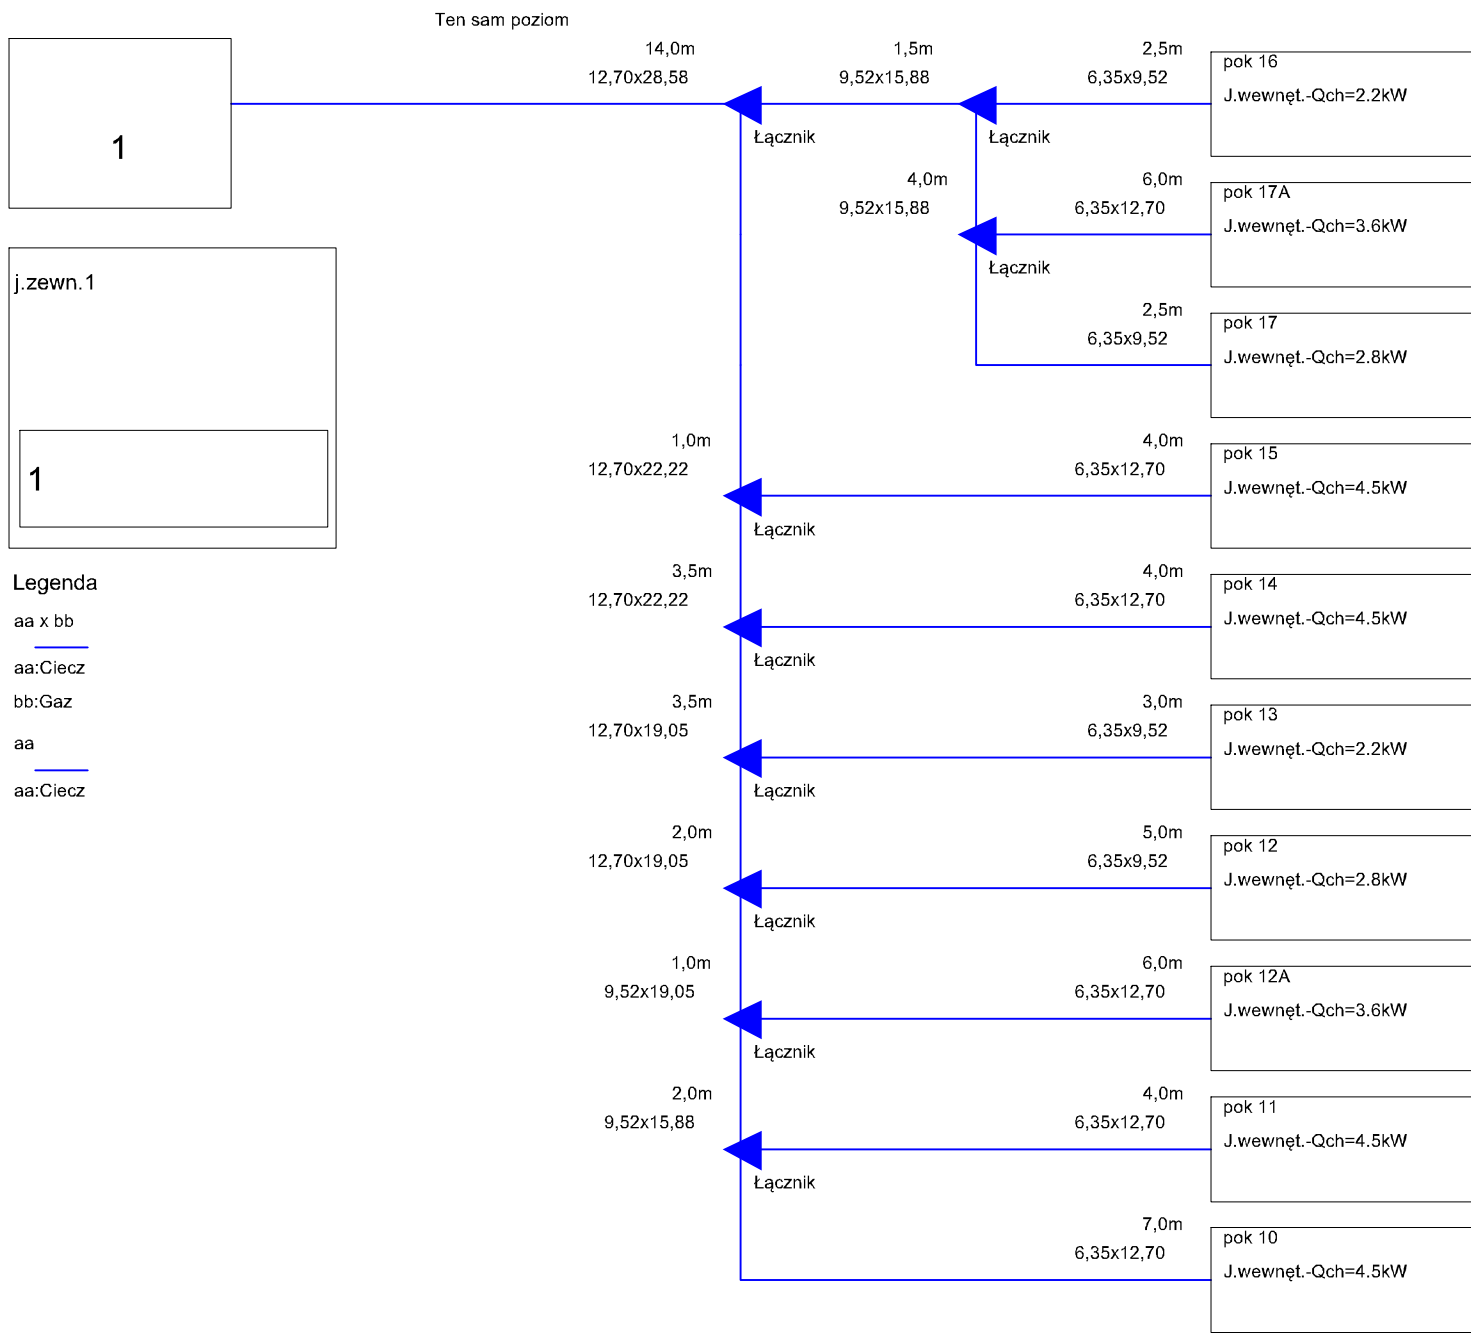 Ten sam poziom
1
14,0m
12,70x28,58
Łącznik
1,5m
9,52x15,88
Łącznik
2,5m
6,35x9,52
pok 16
J.wewnęt.-Qch=2.2kW
4,0m
9,52x15,88
Łącznik
6,0m
6,35x12,70
pok 17A
J.wewnęt.-Qch=3.6kW
2,5m
6,35x9,52
pok 17
J.wewnęt.-Qch=2.8kW
j.zewn.1
1
1,0m
12,70x22,22
Łącznik
4,0m
6,35x12,70
pok 15
J.wewnęt.-Qch=4.5kW
Legenda
aa x bb
aa:Ciecz
bb:Gaz
aa
aa:Ciecz
3,5m
12,70x22,22
Łącznik
4,0m
6,35x12,70
pok 14
J.wewnęt.-Qch=4.5kW
3,5m
12,70x19,05
Łącznik
3,0m
6,35x9,52
pok 13
J.wewnęt.-Qch=2.2kW
2,0m
12,70x19,05
Łącznik
5,0m
6,35x9,52
pok 12
J.wewnęt.-Qch=2.8kW
1,0m
9,52x19,05
Łącznik
6,0m
6,35x12,70
pok 12A
J.wewnęt.-Qch=3.6kW
2,0m
9,52x15,88
Łącznik
4,0m
6,35x12,70
pok 11
J.wewnęt.-Qch=4.5kW
7,0m
6,35x12,70
pok 10
J.wewnęt.-Qch=4.5kW